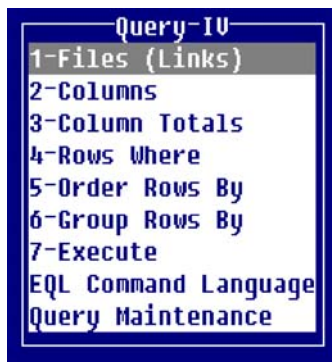 Query-IV
1-Files (Links)
2-Columns
3-Column Totals
4-Rows Where
5-Order Rows By
6-Group Rows By
7-Execute
EQL Command Language
Query Maintenance